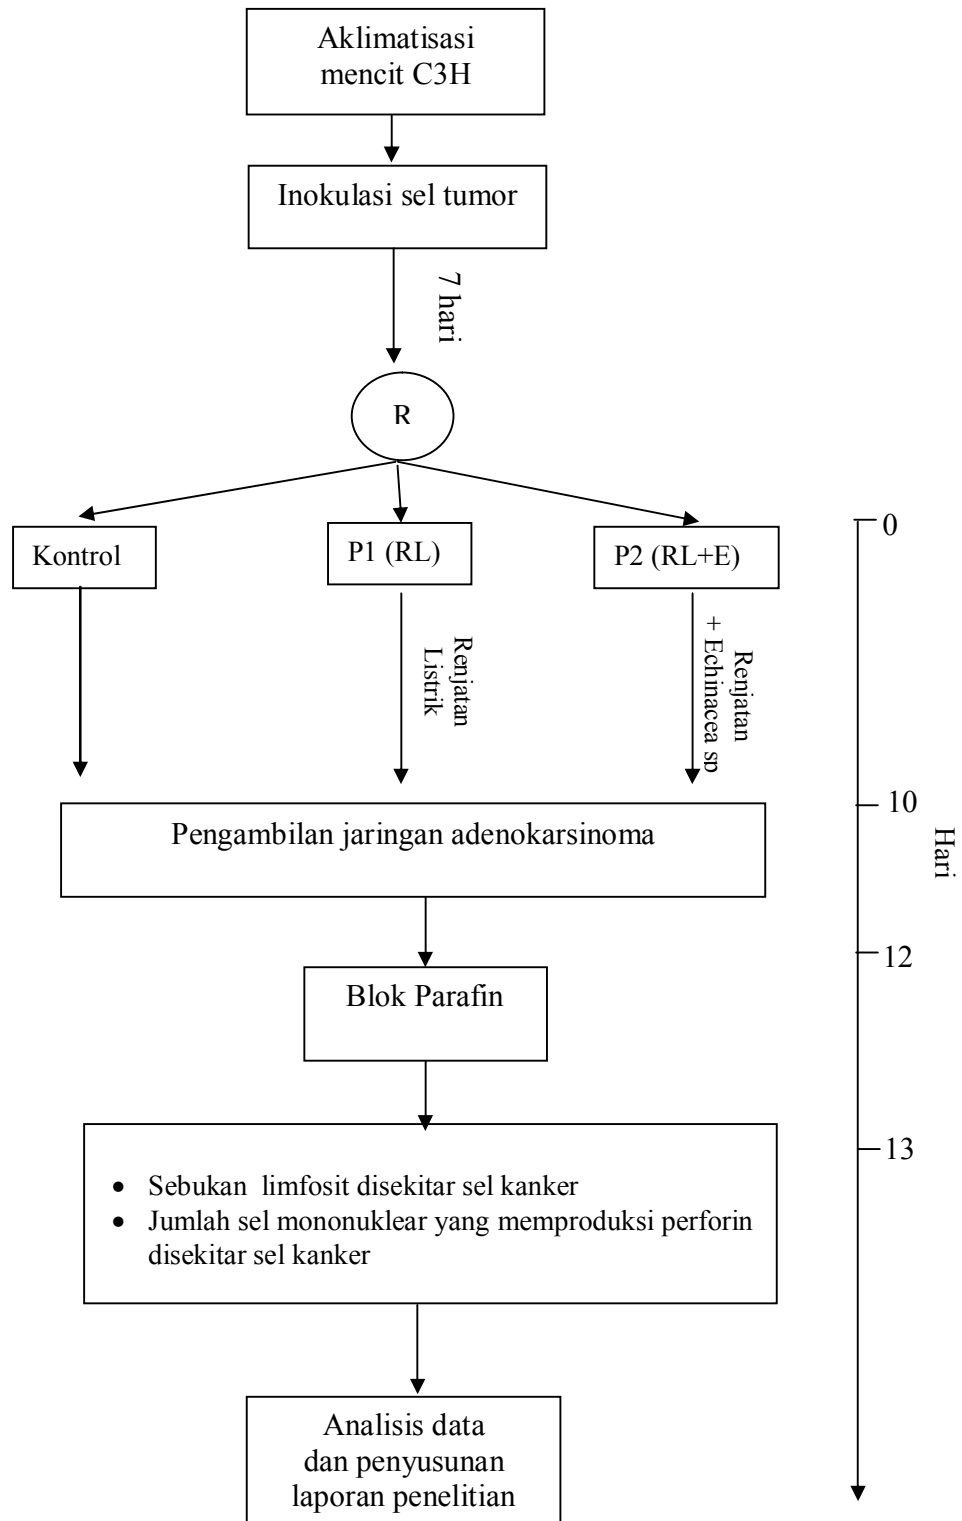 Aklimatisasi
mencit C3H
Inokulasi sel tumor
7 hari
R
Kontrol
P1 (RL)
P2 (RL+E)
0
Renjatan
Listrik
Renjatan
+ Echinacea sp
10
Pengambilan jaringan adenokarsinoma
Hari
12
Blok Parafin
13
• Sebukan limfosit disekitar sel kanker
• Jumlah sel mononuklear yang memproduksi perforin
disekitar sel kanker
Analisis data
dan penyusunan
laporan penelitian